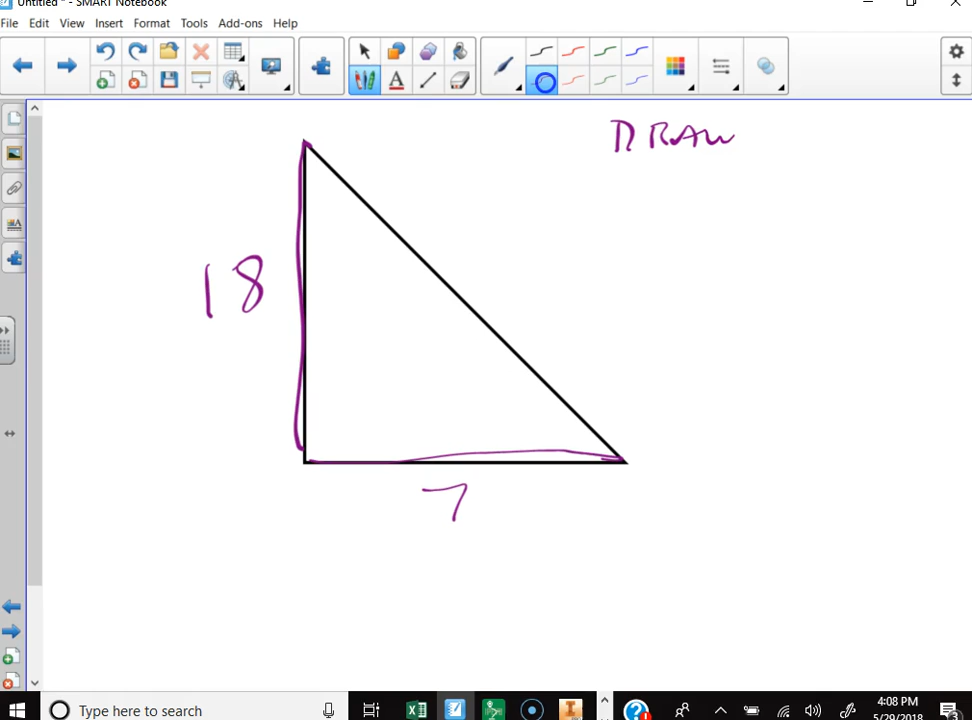 Untitled * - SMART Notebook
File Edit View Insert Format Tools Add-ons Help
DRAW
18
7
Type here to search
4:08 PM
5/29/2018